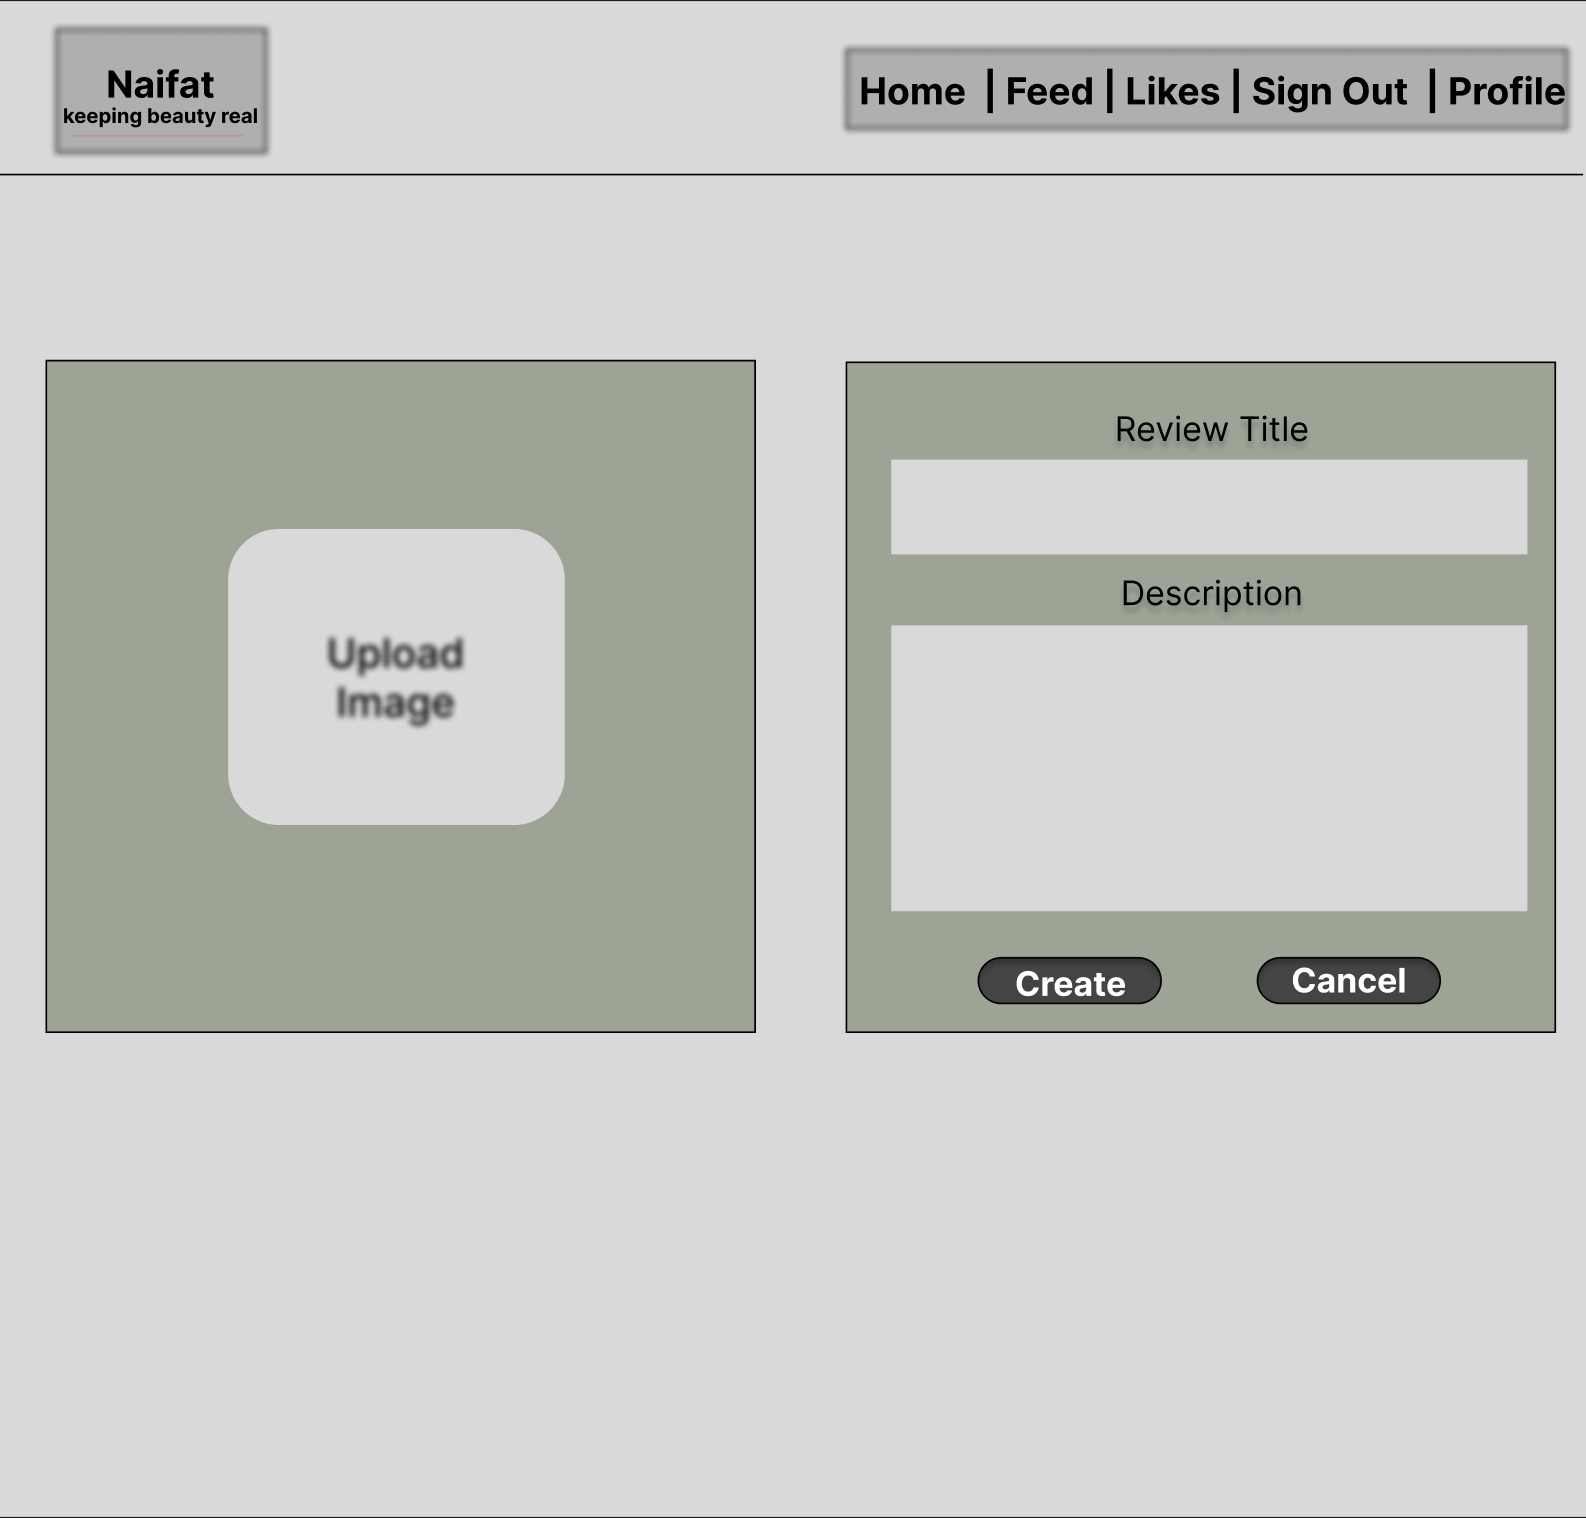 Naifat
keeping beauty real
Home | Feed | Likes | Sign Out | Profile
Upload
Image
Review Title
Description
Create
Cancel